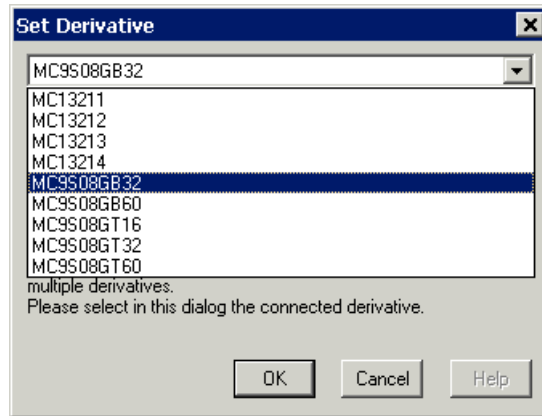 Set Derivative
MC9S08GB32
MC13211
MC13212
MC13213
MC13214
MC9S08GB32
MC9S08GB60
MC9S08GT16
MC9S08GT32
MC9S08GT60
multiple derivatives.
Please select in this dialog the connected derivative.
OK Cancel Help